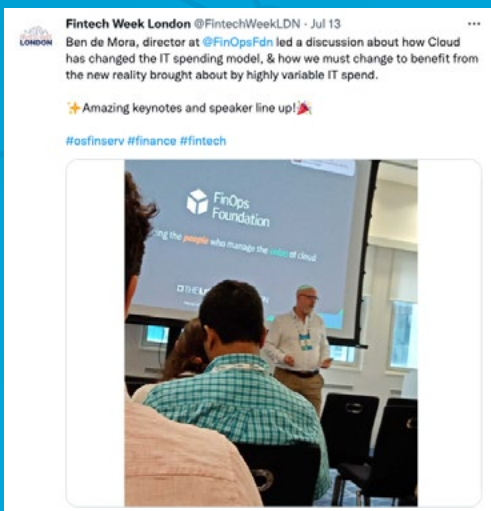 LONDON
Fintech Week London @FintechWeekLDN · Jul 13
Ben de Mora, director at @FinOpsFdn led a discussion about how Cloud
has changed the IT spending model, & how we must change to benefit from
the new reality brought about by highly variable IT spend.
✨Amazing keynotes and speaker line up!🎉
#osfinserv #finance #fintech
FinOps
Foundation
ing the people who manage the value of cloud